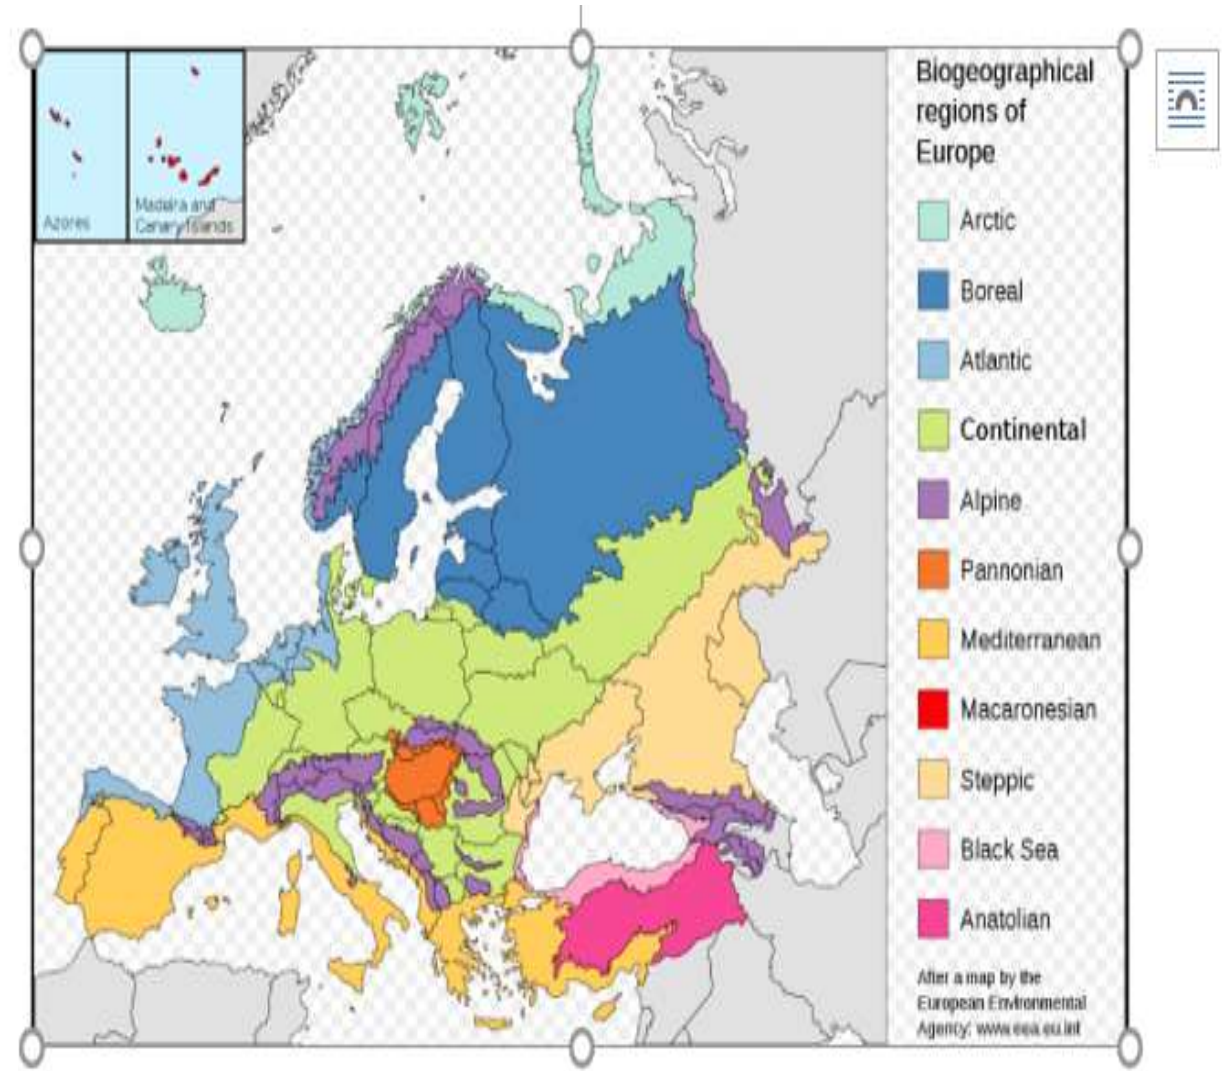 Azores
Madeira and
Canary Islands
Biogeographical
regions of
Europe
Arctic
Boreal
Atlantic
Continental
Alpine
Pannonian
Mediterranean
Macaronesian
Steppic
Black Sea
Anatolian
After a map by the
European Environmental
Agency: www.eea.eu.int